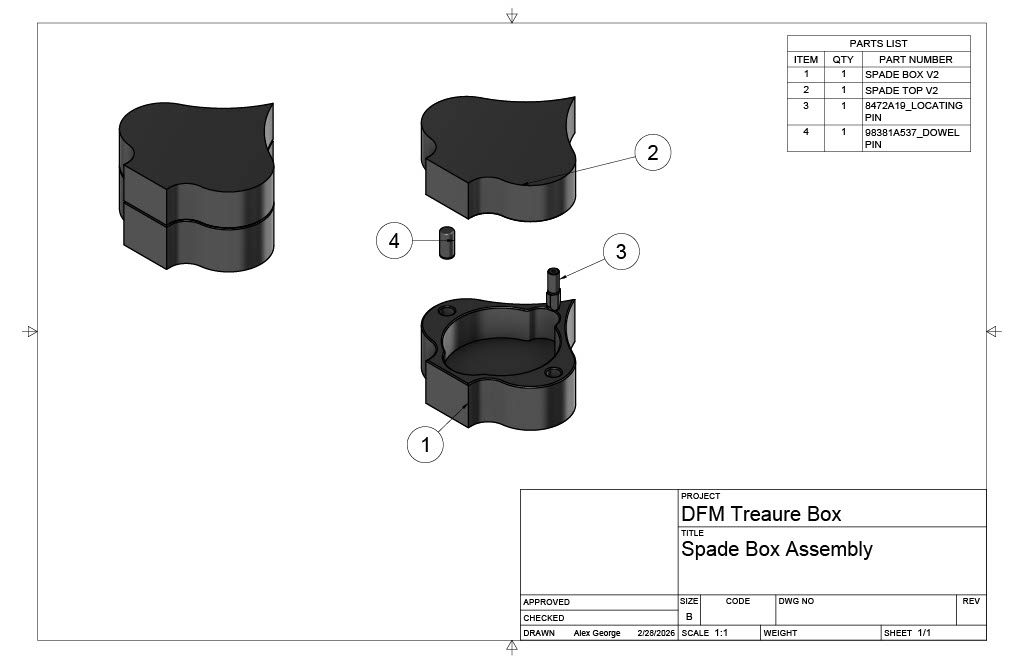 PARTS LIST
ITEM QTY PART NUMBER
1 1 SPADE BOX V2
2 1 SPADE TOP V2
3 1 8472A19_LOCATING
PIN
4 1 98381A537_DOWEL
PIN
2
4
3
1
PROJECT
DFM Treaure Box
TITLE
Spade Box Assembly
APPROVED
CHECKED
DRAWN Alex George 2/28/2026
SIZE CODE DWG NO REV
B
SCALE 1:1 WEIGHT SHEET 1/1